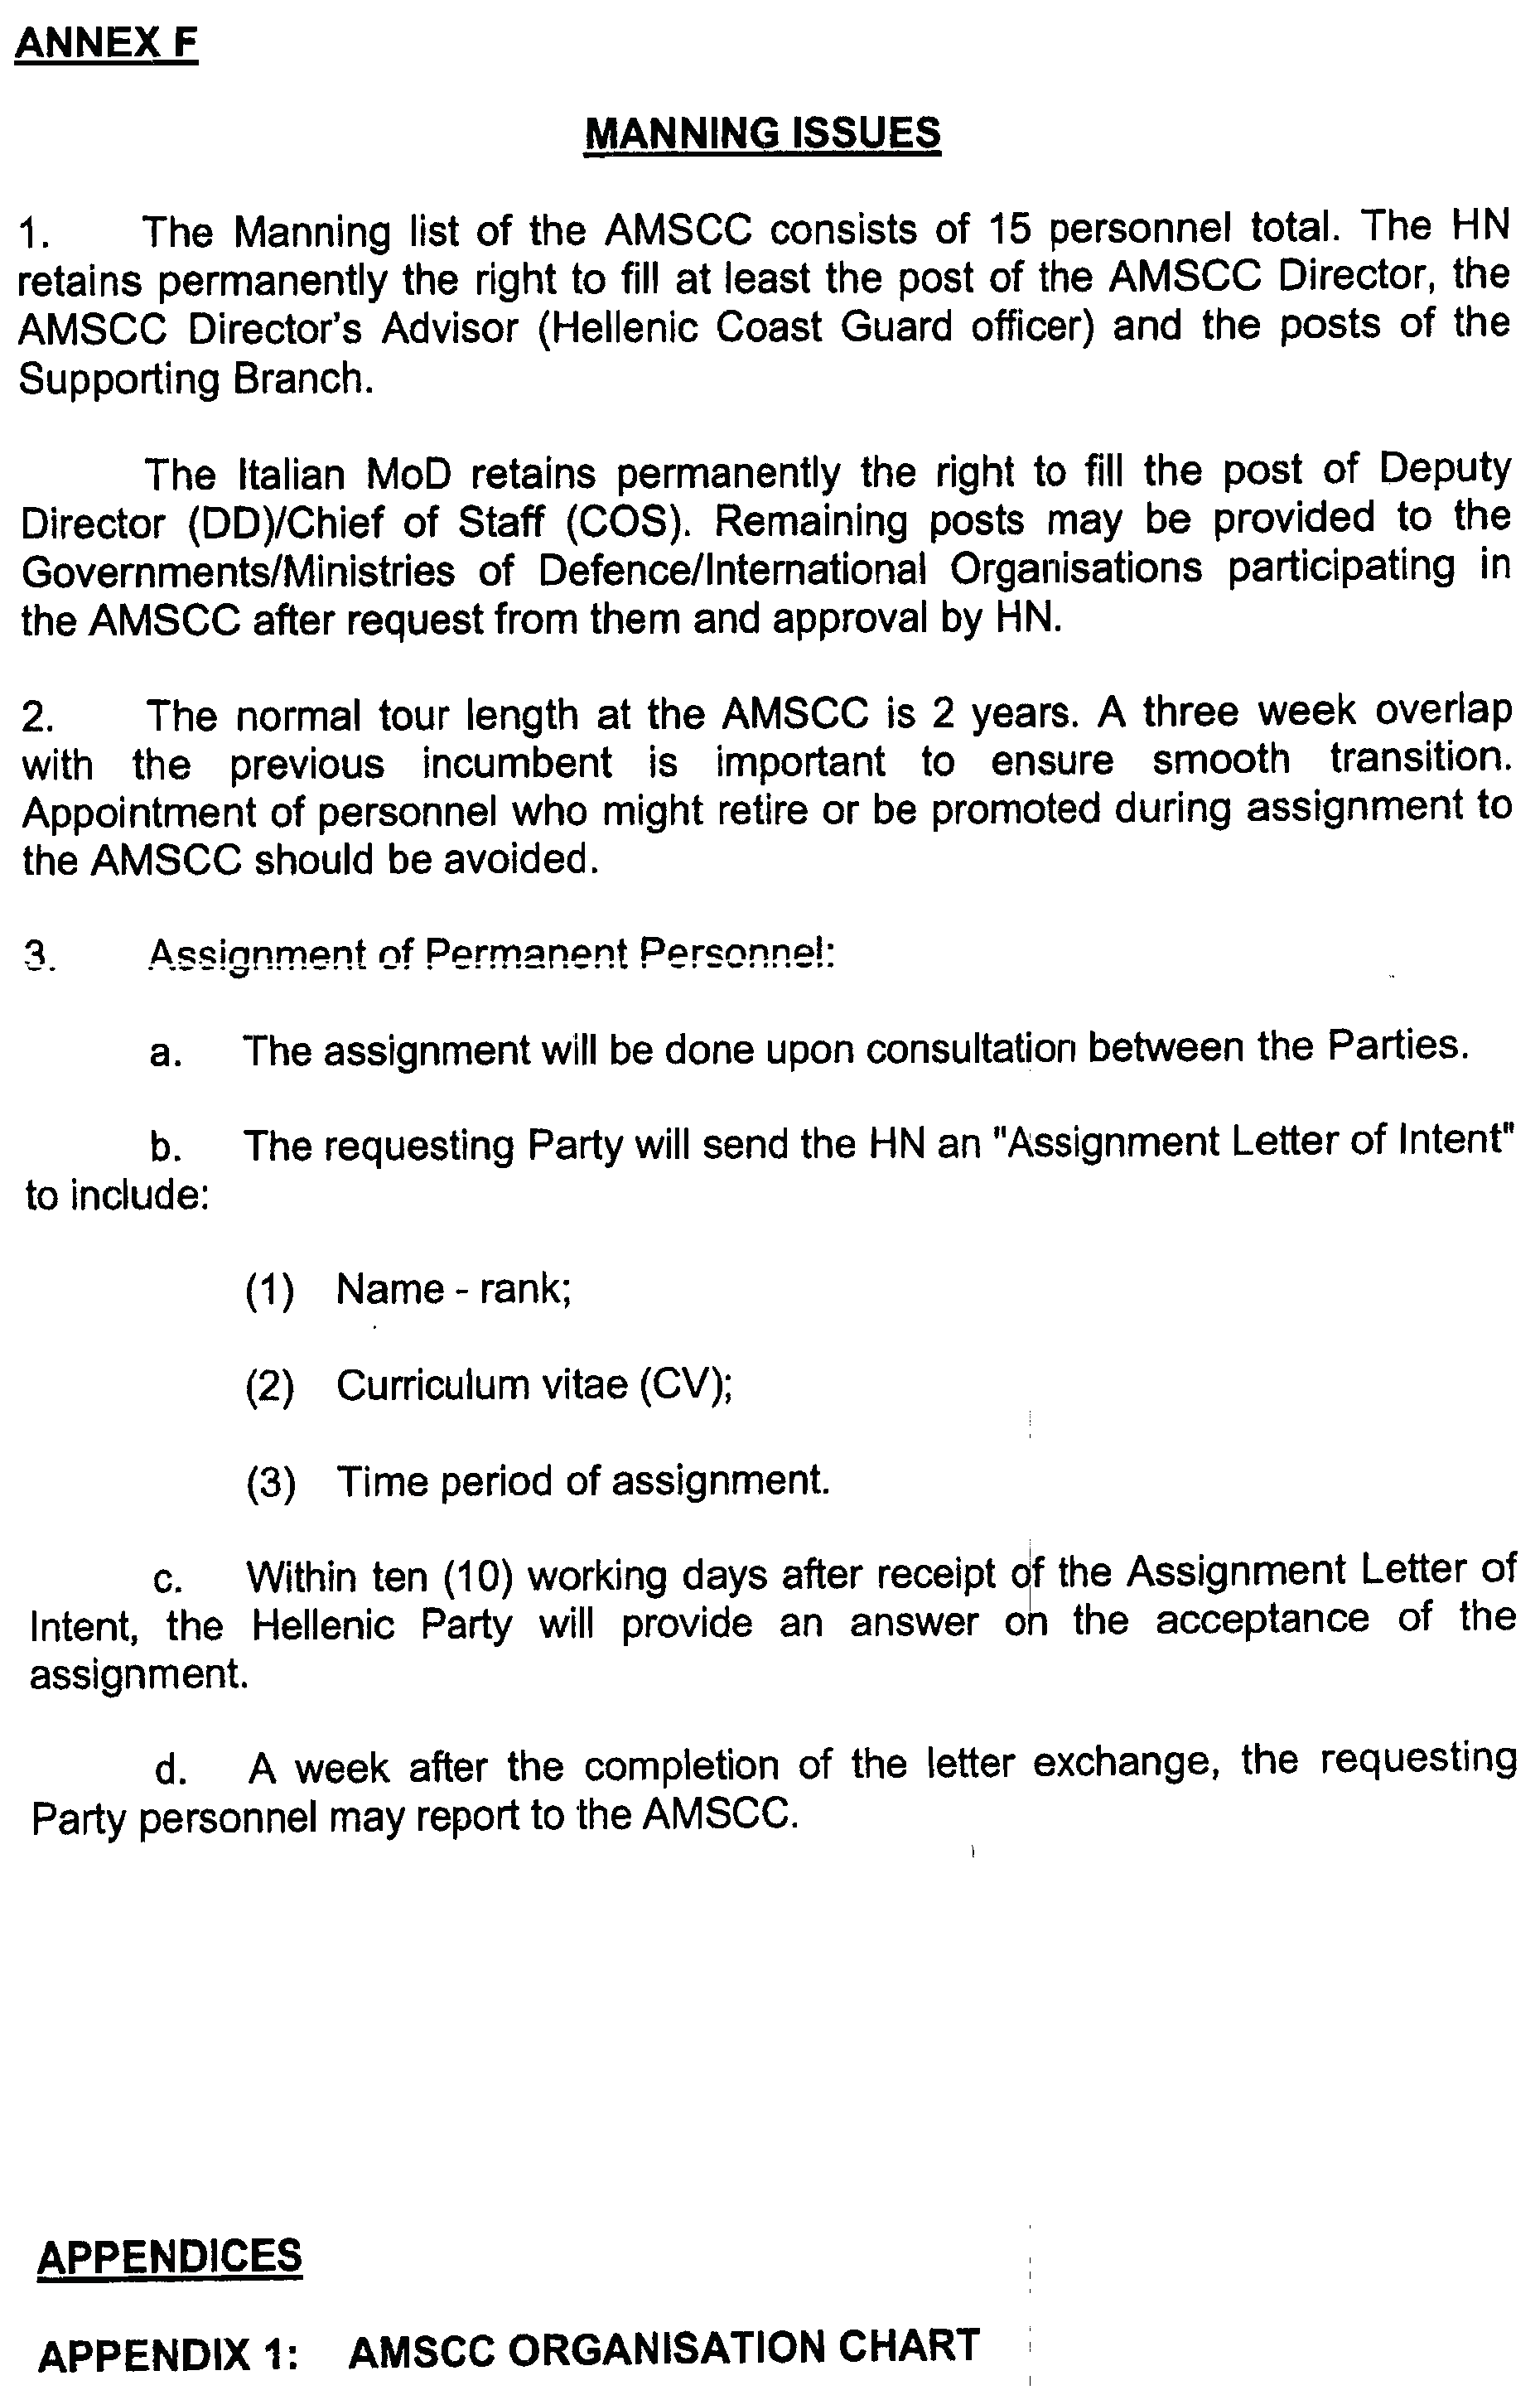 ANNEX F
MANNING ISSUES
1. The Manning list of the AMSCC consists of 15 personnel total. The HN
retains permanently the right to fill at least the post of the AMSCC Director, the
AMSCC Director's Advisor (Hellenic Coast Guard officer) and the posts of the
Supporting Branch.
The Italian MoD retains permanently the right to fill the post of Deputy
Director (DD)/Chief of Staff (COS). Remaining posts may be provided to the
Governments/Ministries of Defence/International Organisations participating in
the AMSCC after request from them and approval by HN.
2. The normal tour length at the AMSCC is 2 years. A three week overlap
with the previous incumbent is important to ensure smooth transition.
Appointment of personnel who might retire or be promoted during assignment to
the AMSCC should be avoided.
3. Assignment of Permanent Personnel:
a. The assignment will be done upon consultation between the Parties.
b. The requesting Party will send the HN an "Assignment Letter of Intent"
to include:
(1) Name - rank;
(2) Curriculum vitae (CV);
(3) Time period of assignment.
c. Within ten (10) working days after receipt of the Assignment Letter of
Intent, the Hellenic Party will provide an answer on the acceptance of the
assignment.
d. A week after the completion of the letter exchange, the requesting
Party personnel may report to the AMSCC.
APPENDICES
APPENDIX 1: AMSCC ORGANISATION CHART